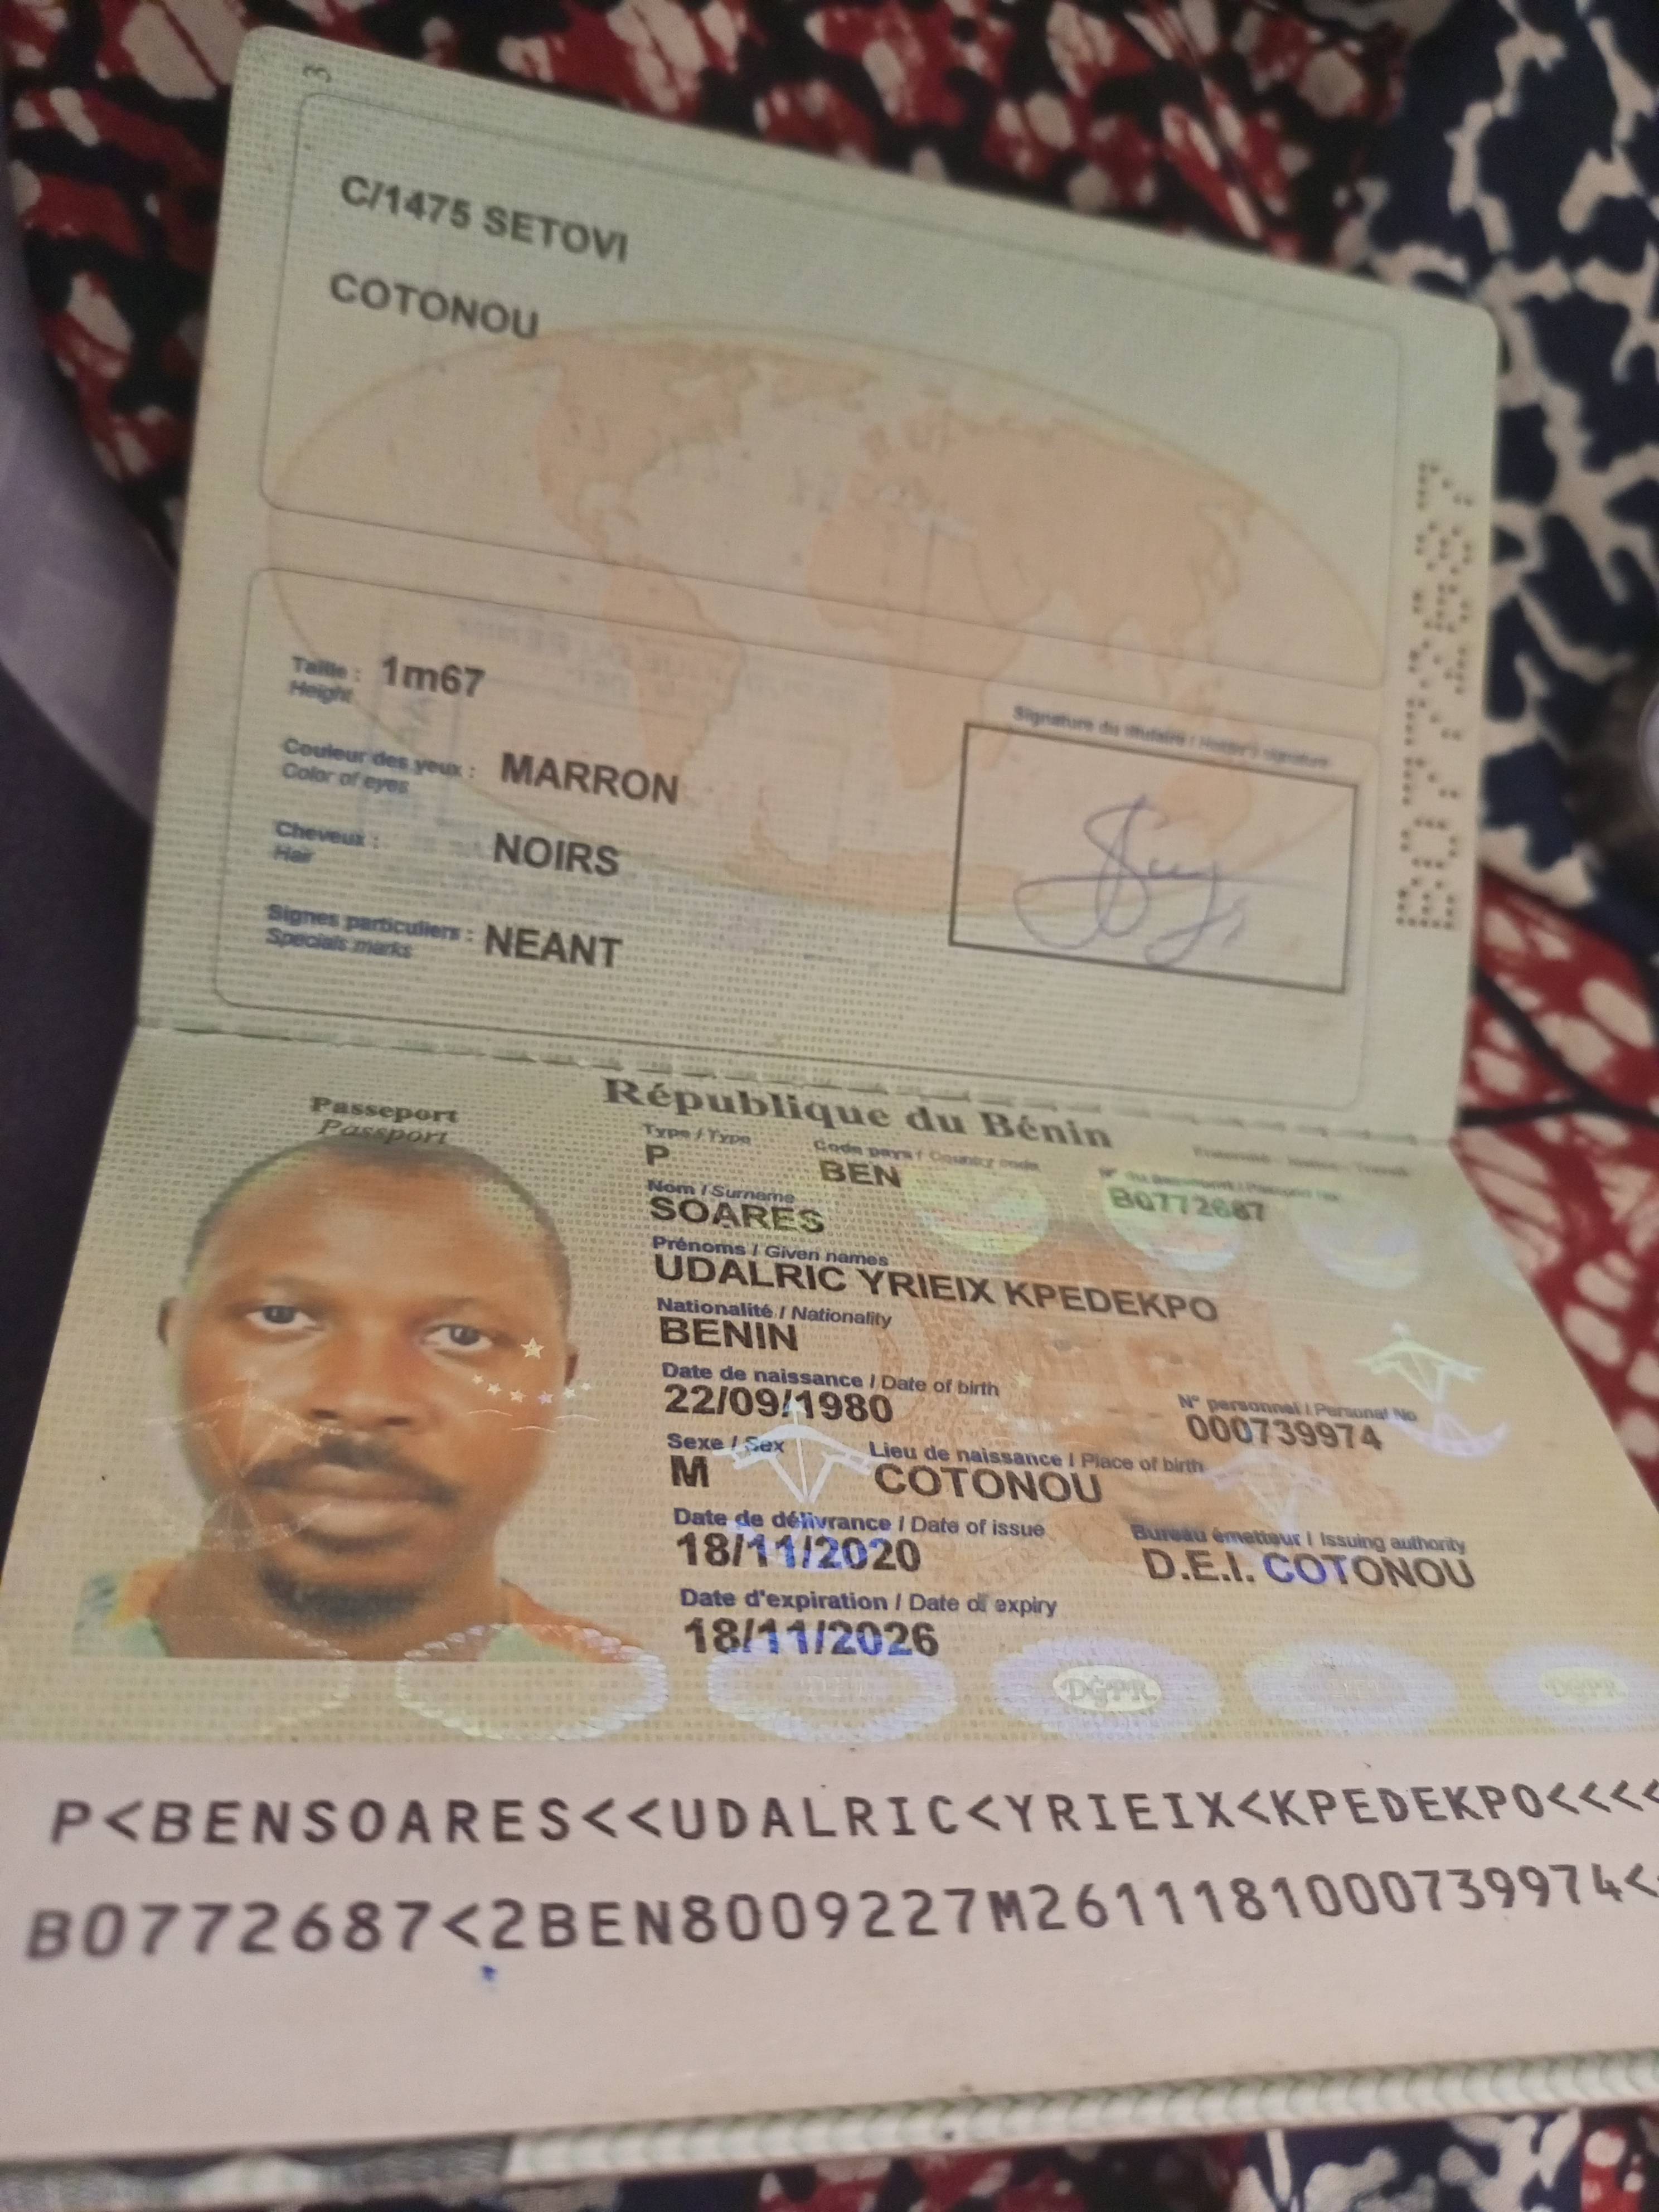 3
C/1475 SETOVI
COTONOU
Taille : 1m67
Height
Couleur des yeux : MARRON
Color of eyes
Cheveux : NOIRS
Hair
Signes particuliers : NEANT
Specials marks
Signature du titulaire / Holder's signature
B0772687
Passeport
Passport
République du Bénin
Fraternité - Justice - Travail
Type / Type
P
Code pays / Country code
BEN
N° du passeport / Passport No
B0772687
Nom / Surname
SOARES
Prénoms / Given names
UDALRIC YRIEIX KPEDEKPO
Nationalité / Nationality
BENIN
Date de naissance / Date of birth
22/09/1980
N° personnel / Personal No
000739974
Sexe / Sex
M
Lieu de naissance / Place of birth
COTONOU
Date de délivrance / Date of issue
18/11/2020
Bureau émetteur / Issuing authority
D.E.I. COTONOU
Date d'expiration / Date of expiry
18/11/2026
DGPR
DGPR
P<BENSOARES<<UDALRIC<YRIEIX<KPEDEKPO<<<<
B0772687<2BEN8009227M2611181000739974<